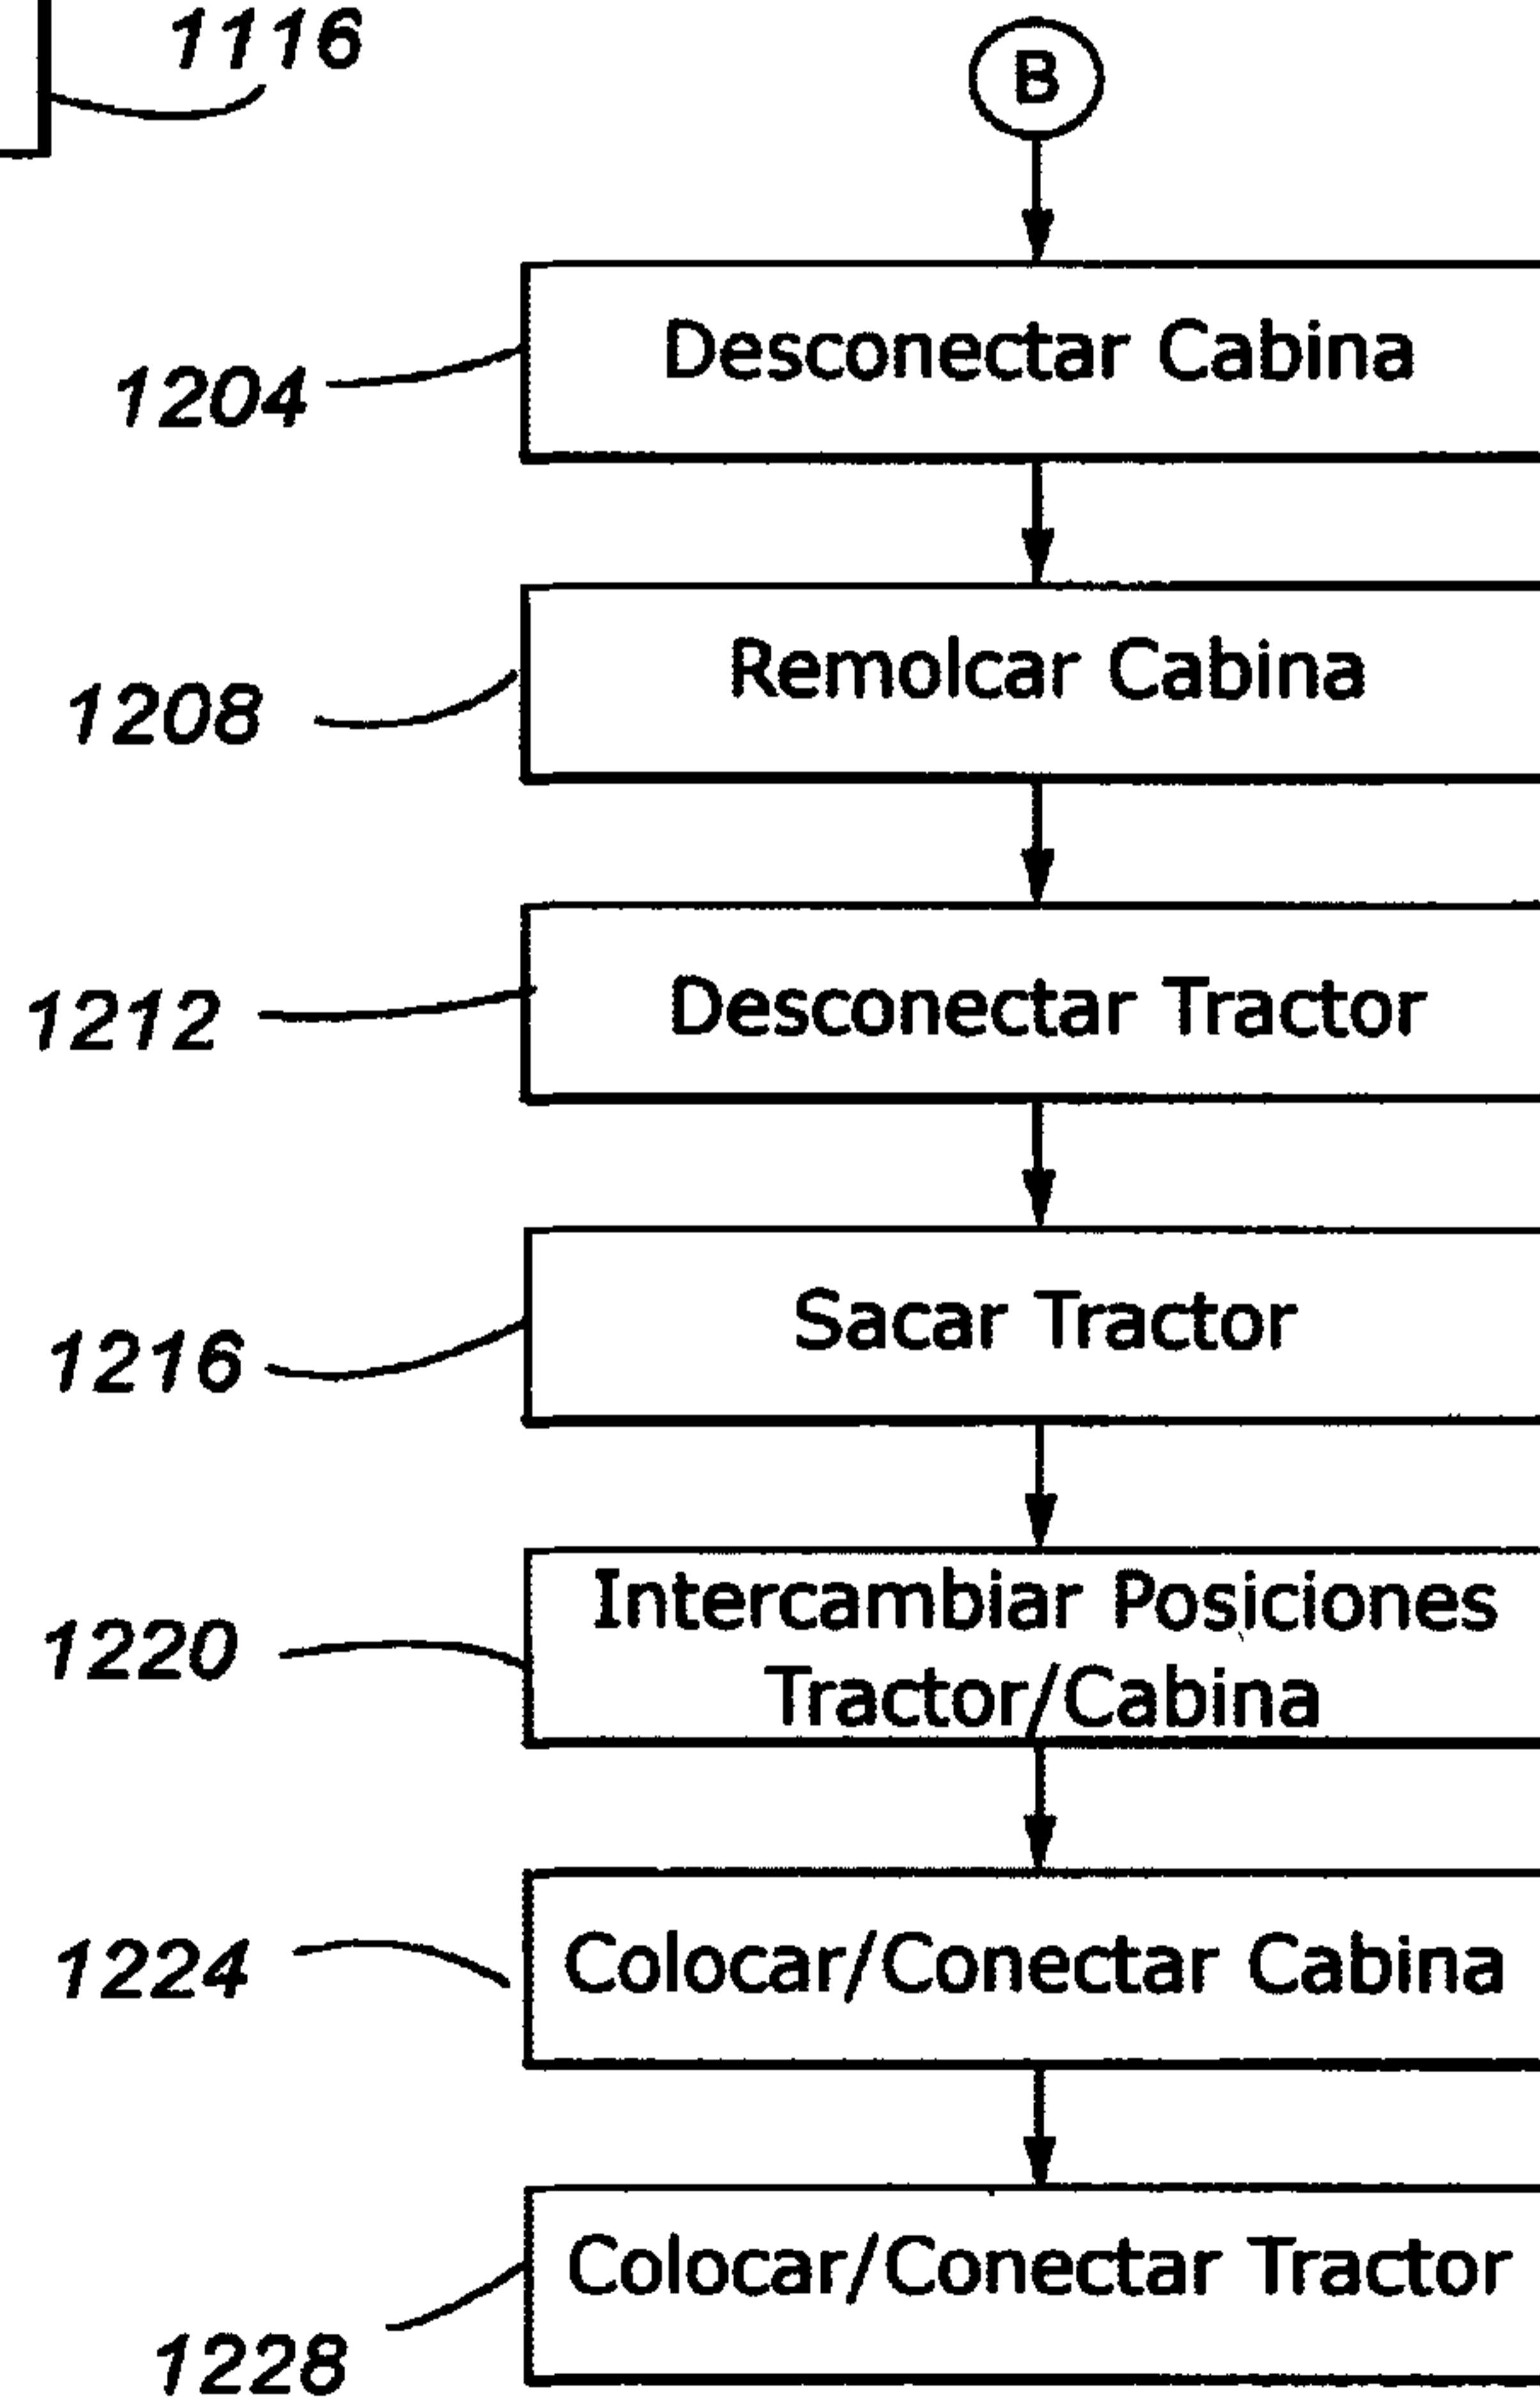 1116
B
Desconectar Cabina
1204
Remolcar Cabina
1208
Desconectar Tractor
1212
Sacar Tractor
1216
Intercambiar Posiciones
Tractor/Cabina
1220
Colocar/Conectar Cabina
1224
Colocar/Conectar Tractor
1228